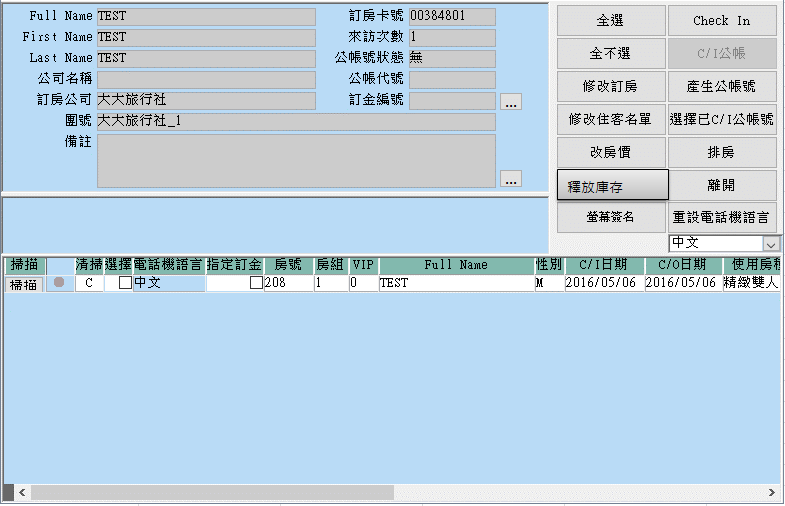 Full Name TEST 訂房卡號 00384801 全選 Check In
First Name TEST 來訪次數 1
Last Name TEST 公帳號狀態 無 全不選 C/I公帳
公司名稱 公帳代號 修改訂房 產生公帳號
訂房公司 大大旅行社 訂金編號 ...
團號 大大旅行社_1 修改住客名單 選擇已C/I公帳號
備註 改房價 排房
... 釋放庫存 離開
螢幕簽名 重設電話機語言
中文
掃描 清掃 選擇 電話機語言 指定訂金 房號 房組 VIP Full Name 性別 C/I日期 C/O日期 使用房種
掃描 C 中文 208 1 0 TEST M 2016/05/06 2016/05/06 精緻雙人